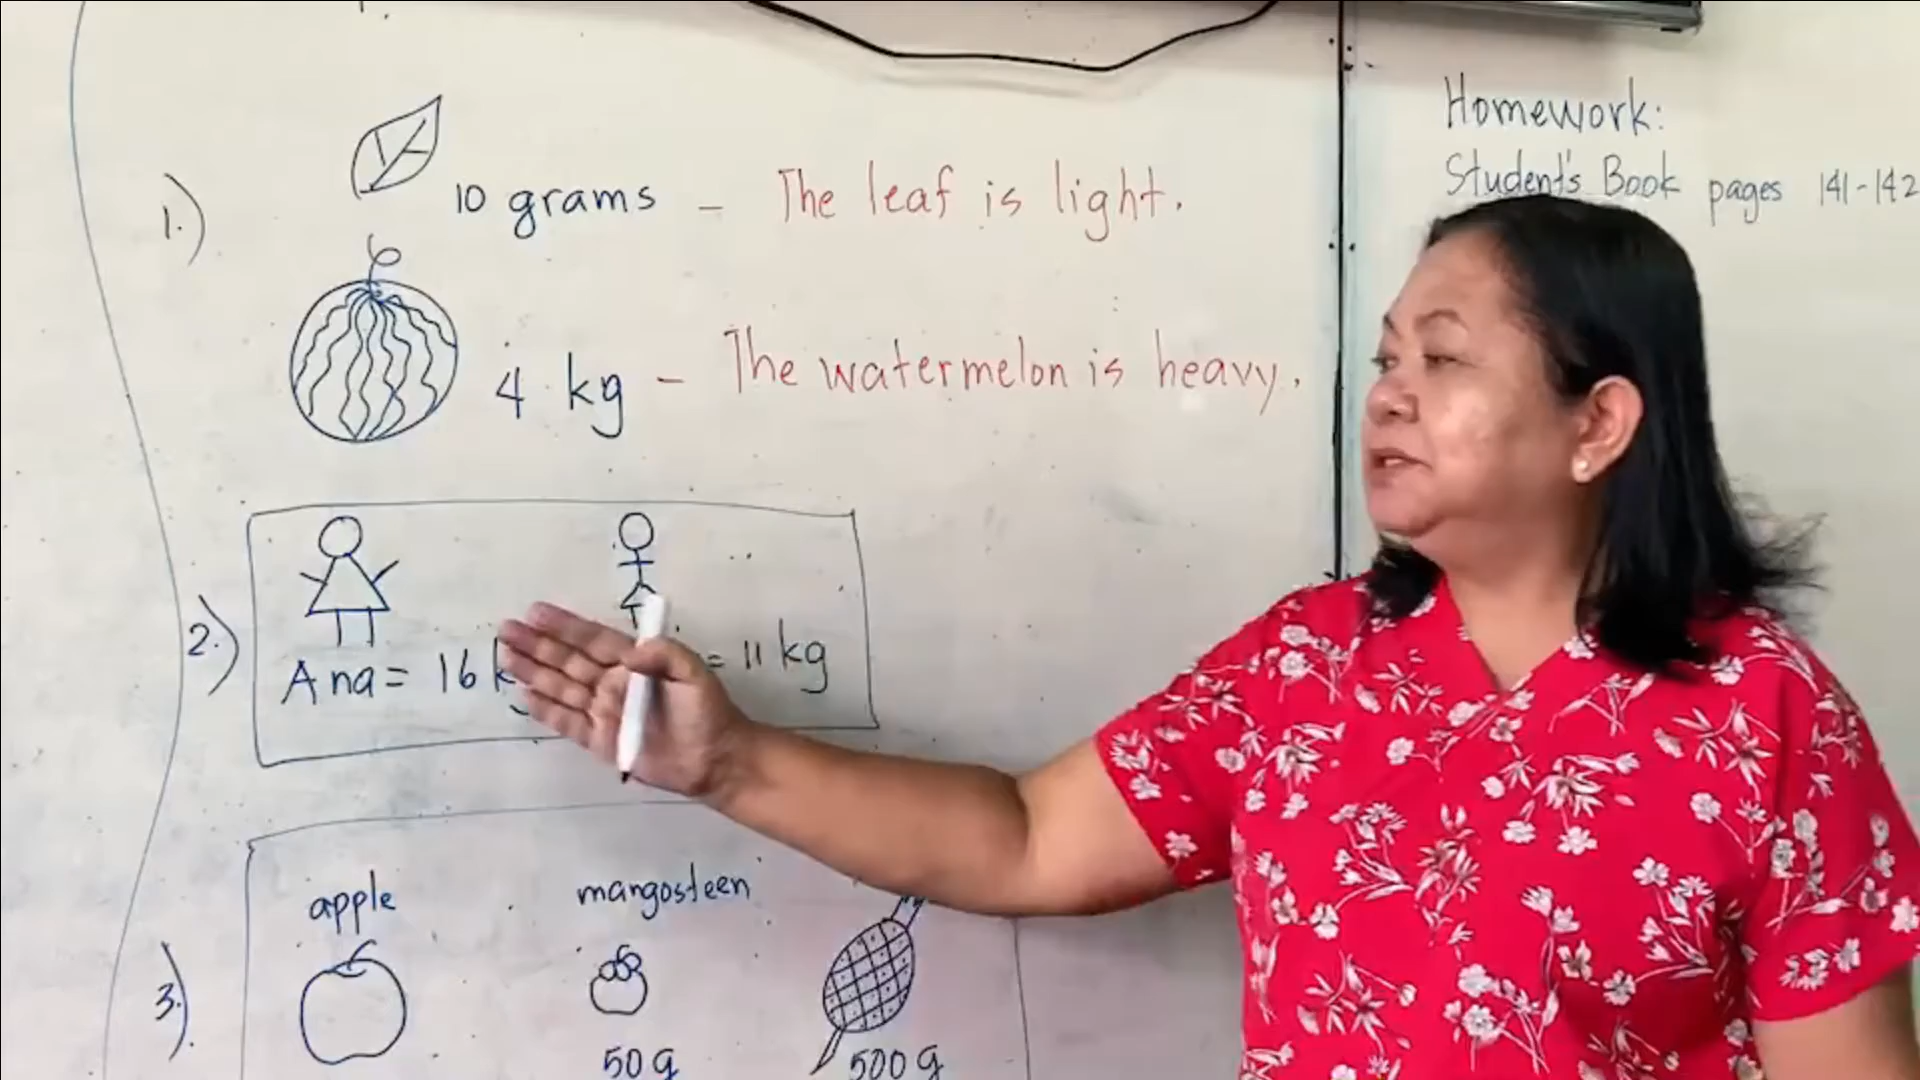 1.) 10 grams - The leaf is light.
4 kg - The watermelon is heavy.
2.) Ana = 16 = 11 kg
3.) apple mangosteen
50 g 500 g
Homework:
Student's Book pages 141-142